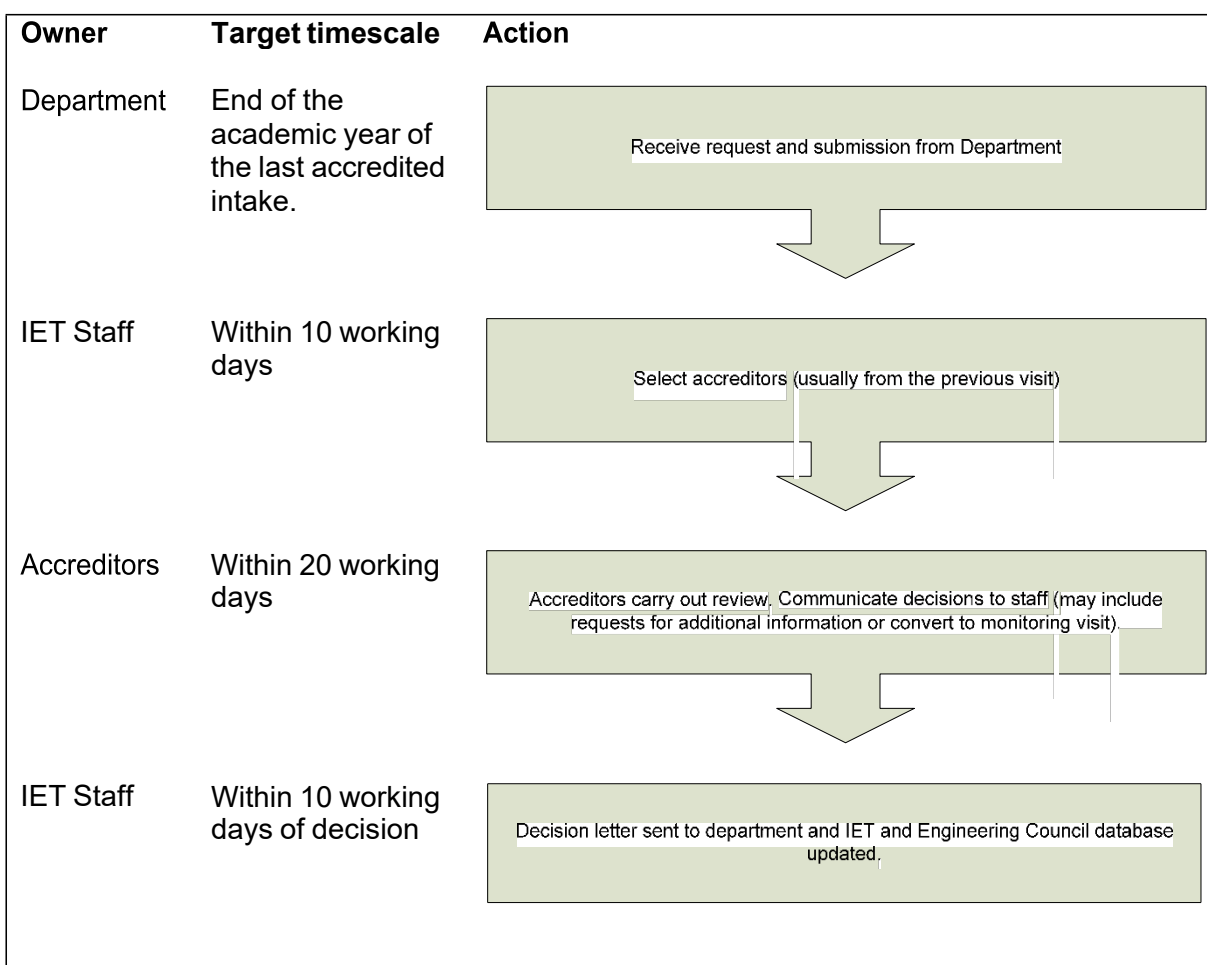 Owner Target timescale Action
Department
End of the
academic year of
the last accredited
intake.
Receive request and submission from Department
IET Staff
Within 10 working
days
Select accreditors (usually from the previous visit)
Accreditors
Within 20 working
days
Accreditors carry out review. Communicate decisions to staff (may include
requests for additional information or convert to monitoring visit).
IET Staff
Within 10 working
days of decision
Decision letter sent to department and IET and Engineering Council database
updated.